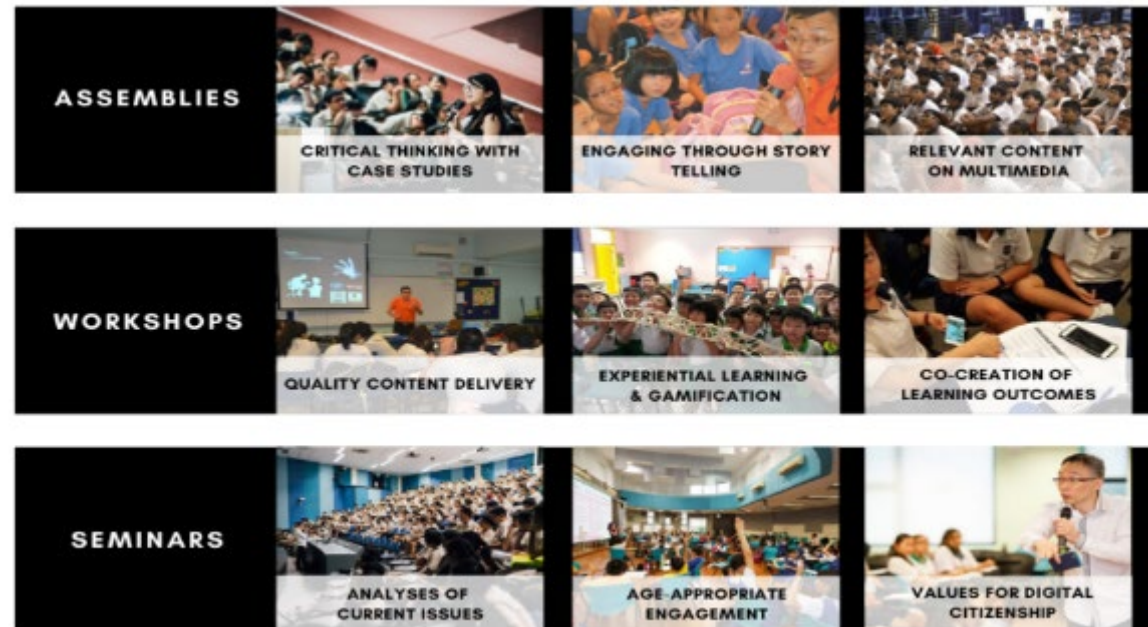 ASSEMBLIES
CRITICAL THINKING WITH
CASE STUDIES
ENGAGING THROUGH STORY
TELLING
RELEVANT CONTENT
ON MULTIMEDIA
WORKSHOPS
QUALITY CONTENT DELIVERY
EXPERIENTIAL LEARNING
& GAMIFICATION
CO-CREATION OF
LEARNING OUTCOMES
SEMINARS
ANALYSES OF
CURRENT ISSUES
AGE-APPROPRIATE
ENGAGEMENT
VALUES FOR DIGITAL
CITIZENSHIP